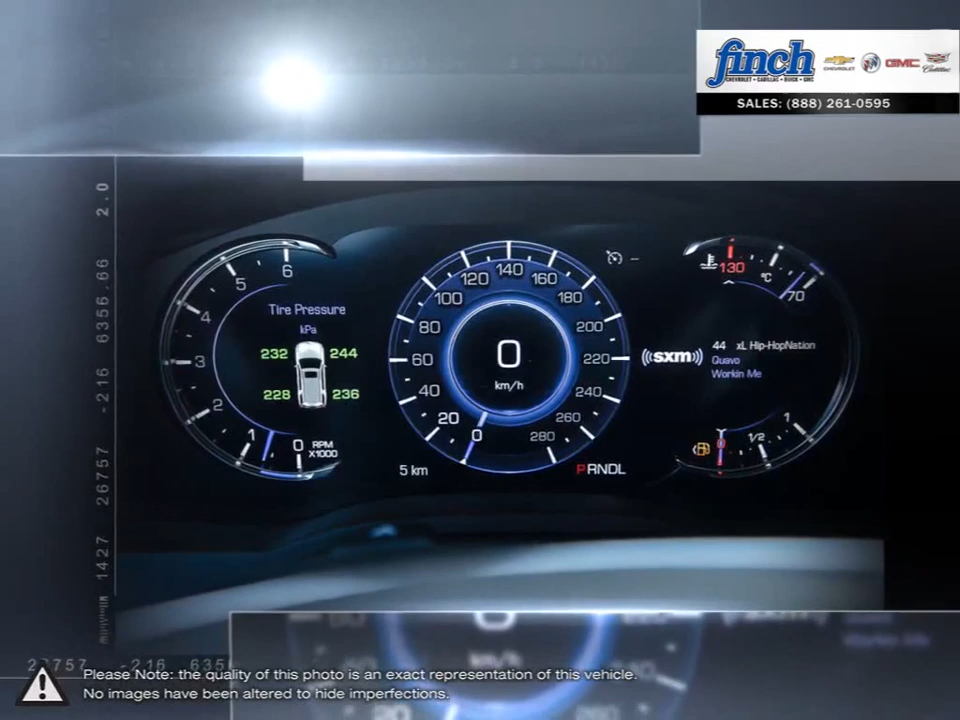 finch
CHEVROLET • CADILLAC • BUICK • GMC
CHEVROLET
GMC
Cadillac
SALES: (888) 261-0595
2.0
6356.66
-216
26757
1427
6
5
4
3
2
1
0
RPM
X1000
Tire Pressure
kPa
232 244
228 236
0
20
40
60
80
100
120
140
160
180
200
220
240
260
280
0
km/h
5 km
PRNDL
130
°C
70
44 xL Hip-HopNation
((sxm))
Quavo
Workin Me
0
1/2
1
-216
Please Note: the quality of this photo is an exact representation of this vehicle.
No images have been altered to hide imperfections.